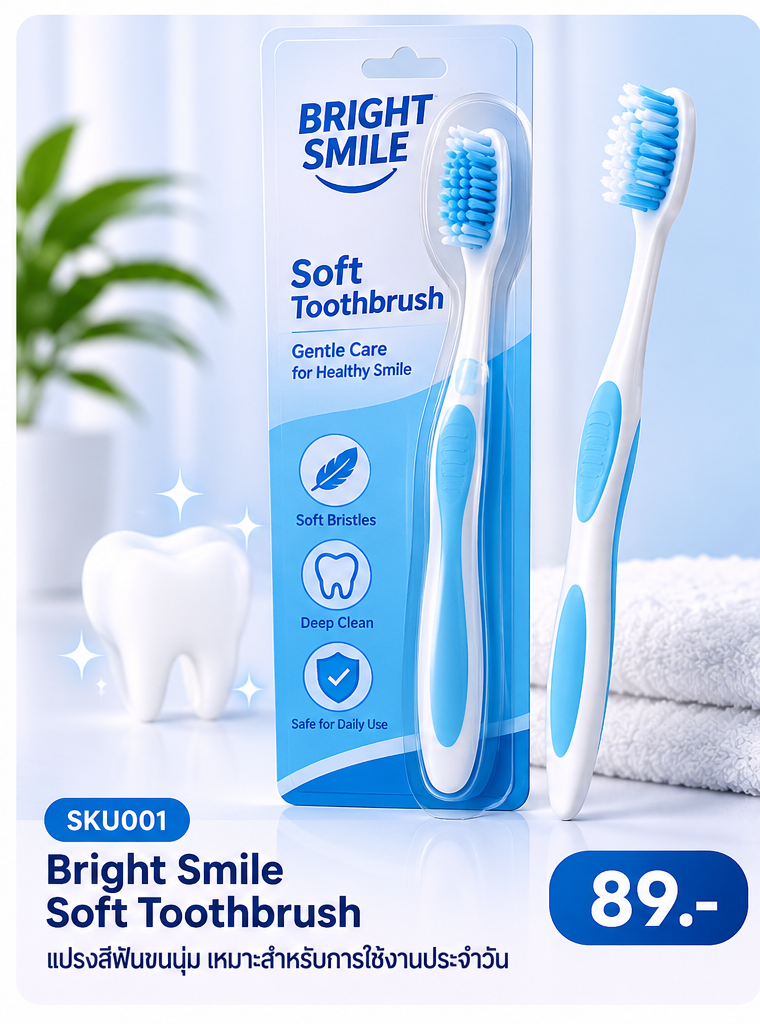 BRIGHT
SMILE
Soft
Toothbrush
Gentle Care
for Healthy Smile
Soft Bristles
Deep Clean
Safe for Daily Use
SKU001
Bright Smile
Soft Toothbrush
แปรงสีฟันขนนุ่ม เหมาะสำหรับการใช้งานประจำวัน
89.-